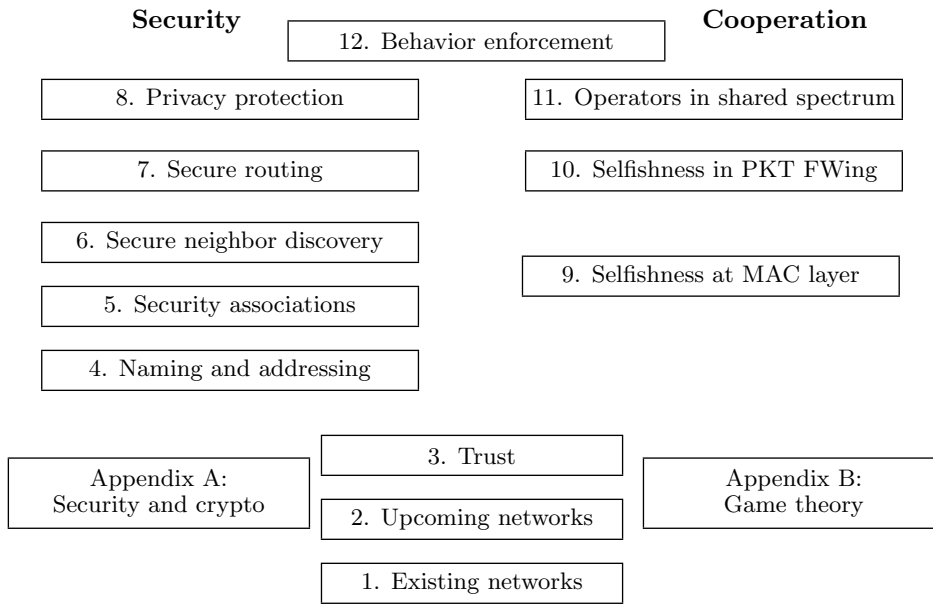 Security
Cooperation
12. Behavior enforcement
8. Privacy protection
11. Operators in shared spectrum
7. Secure routing
10. Selfishness in PKT FWing
6. Secure neighbor discovery
9. Selfishness at MAC layer
5. Security associations
4. Naming and addressing
3. Trust
Appendix A:
Security and crypto
Appendix B:
Game theory
2. Upcoming networks
1. Existing networks